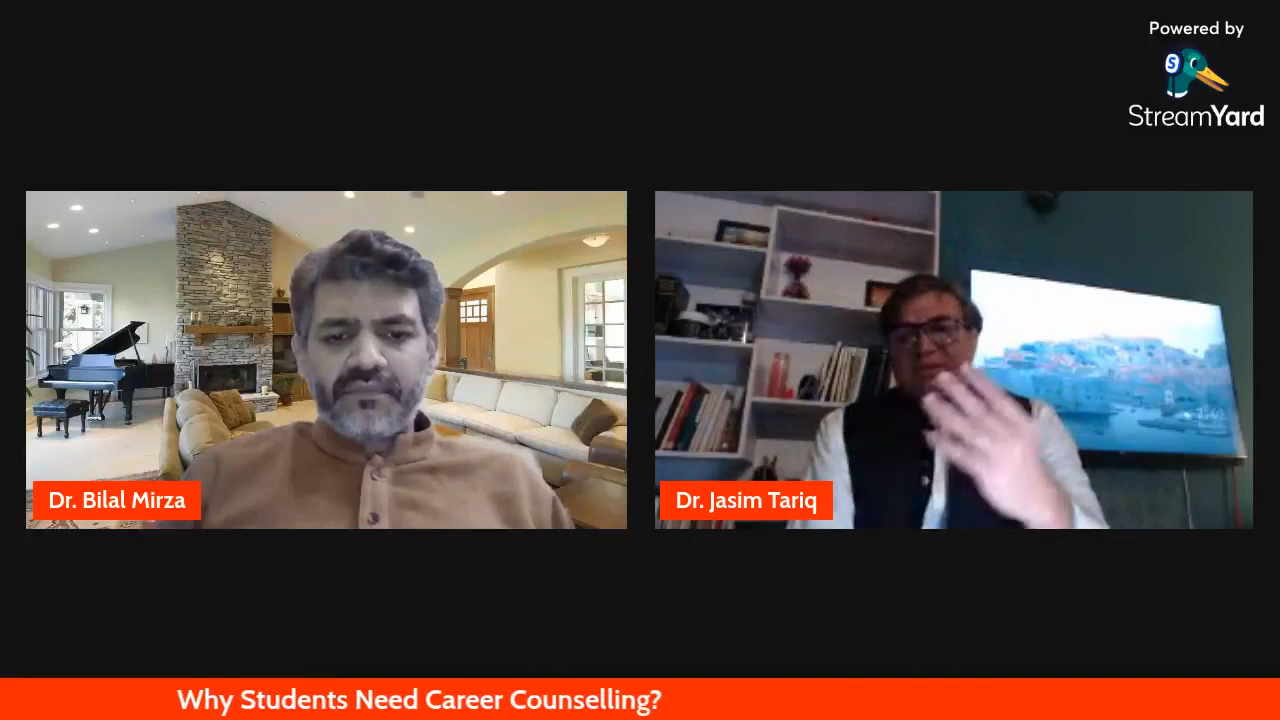 Powered by
S
StreamYard
Dr. Bilal Mirza
Dr. Jasim Tariq
Why Students Need Career Counselling?